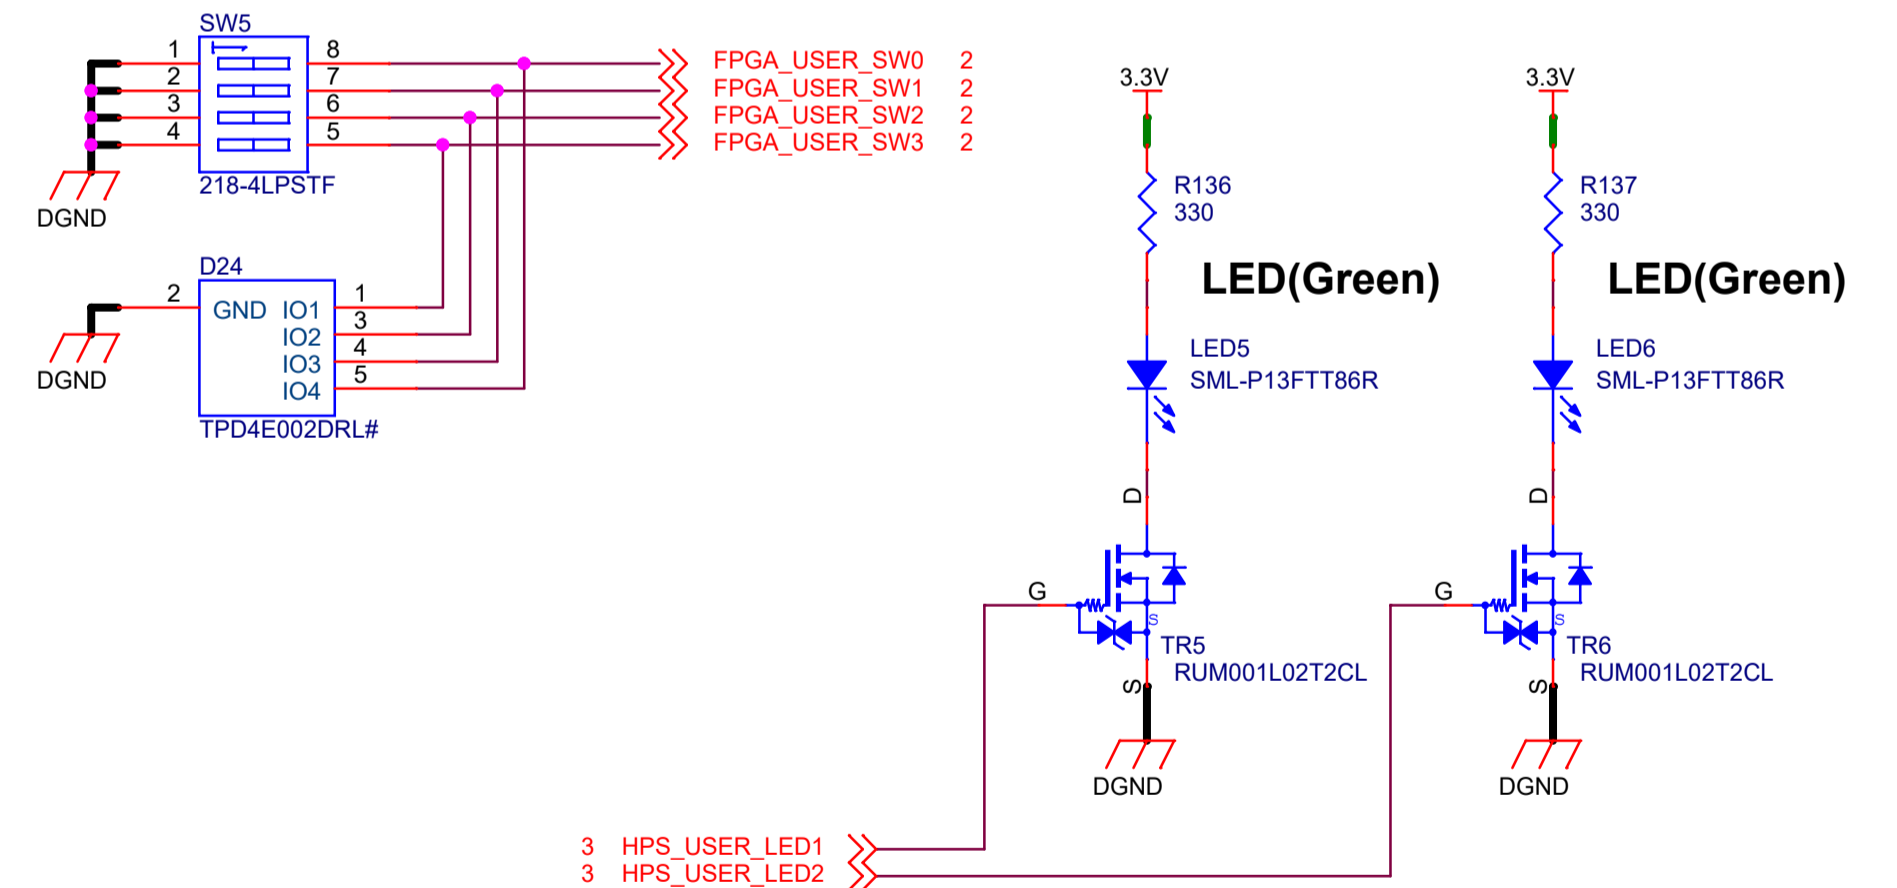 SW5
1 8 FPGA_USER_SW0 2
2 7 FPGA_USER_SW1 2
3 6 FPGA_USER_SW2 2
4 5 FPGA_USER_SW3 2
218-4LPSTF
DGND
D24
2 GND IO1 1
IO2 3
IO3 4
IO4 5
DGND
TPD4E002DRL#
3.3V
R136
330
LED(Green)
LED5
SML-P13FTT86R
D
G
S
TR5
RUM001L02T2CL
S
DGND
3.3V
R137
330
LED(Green)
LED6
SML-P13FTT86R
D
G
S
TR6
RUM001L02T2CL
S
DGND
3 HPS_USER_LED1
3 HPS_USER_LED2